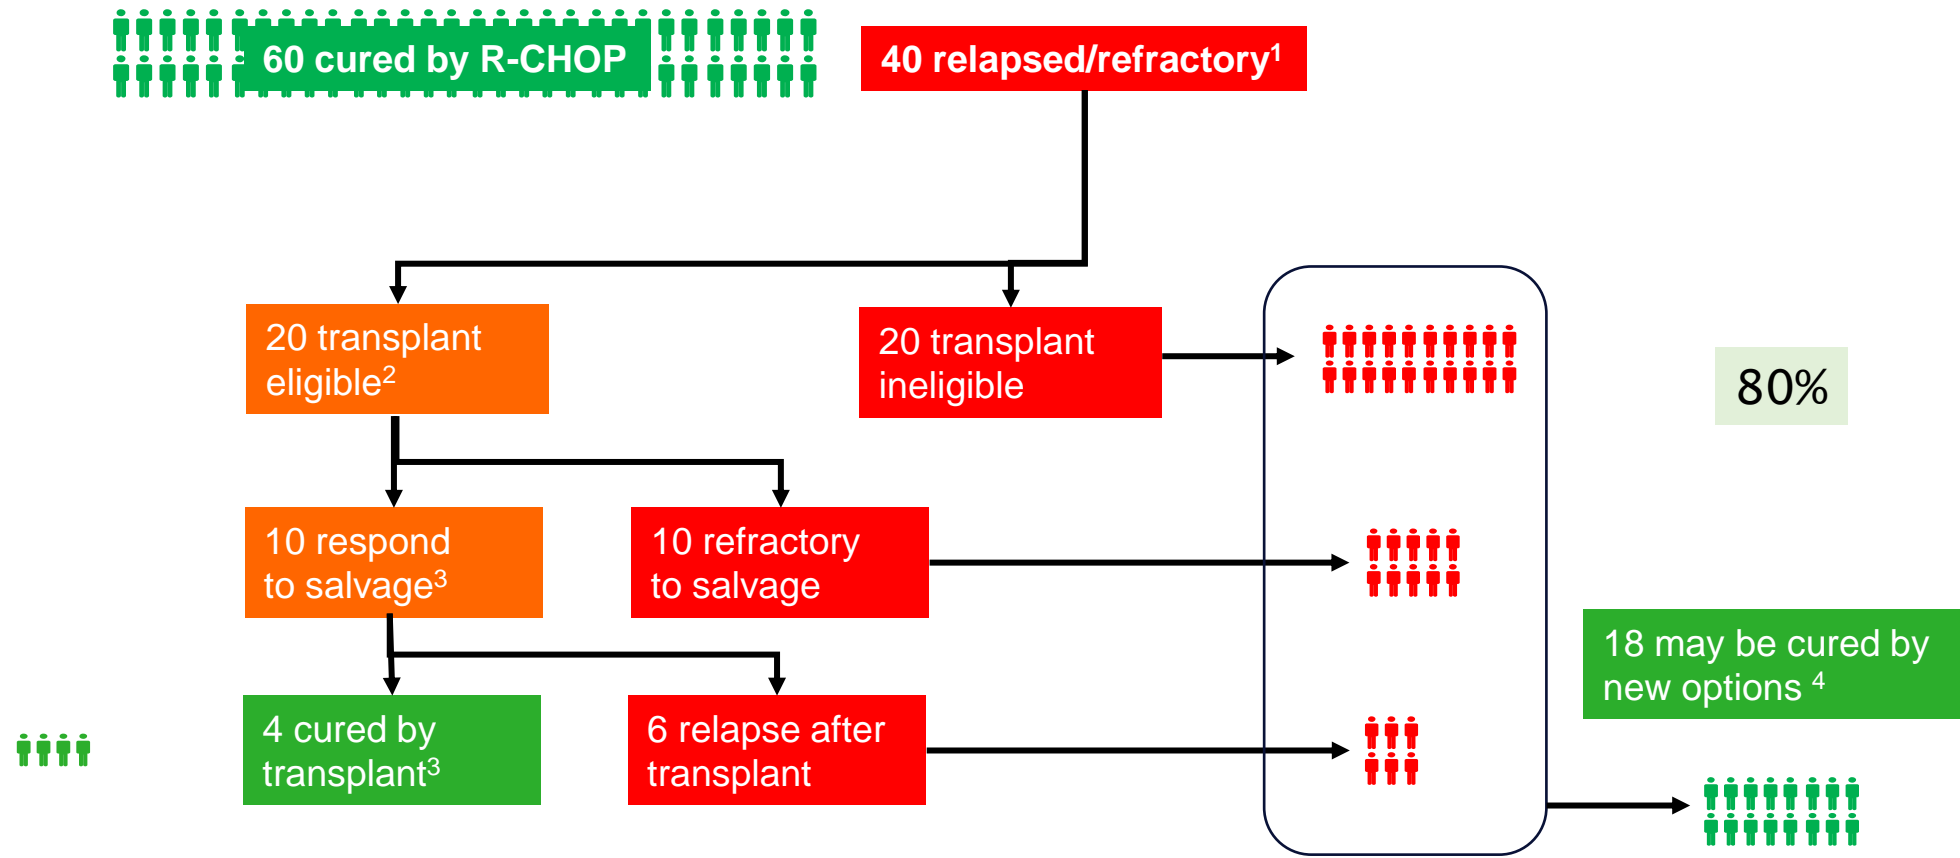 60 cured by R-CHOP
40 relapsed/refractory¹
20 transplant
eligible²
20 transplant
ineligible
80%
10 respond
to salvage³
10 refractory
to salvage
18 may be cured by
new options ⁴
4 cured by
transplant³
6 relapse after
transplant